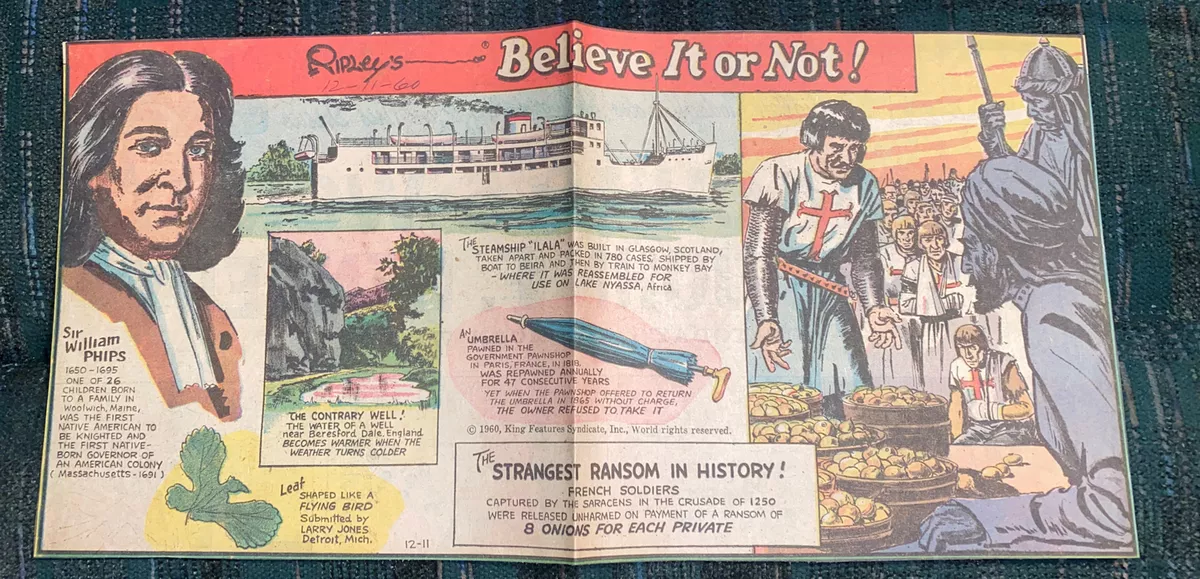 RIPLEY'S ® Believe It or Not!
12-11-60
Sir
William
PHIPS
1650-1695
ONE OF 26
CHILDREN BORN
TO A FAMILY IN
Woolwich, Maine,
WAS THE FIRST
NATIVE AMERICAN TO
BE KNIGHTED AND
THE FIRST NATIVE-
BORN GOVERNOR OF
AN AMERICAN COLONY
(Massachusetts-1691)
THE STEAMSHIP "ILALA" WAS BUILT IN GLASGOW, SCOTLAND,
TAKEN APART AND PACKED IN 780 CASES, SHIPPED BY
BOAT TO BEIRA AND THEN BY TRAIN TO MONKEY BAY
-WHERE IT WAS REASSEMBLED FOR
USE ON LAKE NYASSA, Africa
THE CONTRARY WELL!
THE WATER OF A WELL
near Beresford Dale, England
BECOMES WARMER WHEN THE
WEATHER TURNS COLDER
AN
UMBRELLA
PAWNED IN THE
GOVERNMENT PAWNSHOP
IN PARIS, FRANCE, IN 1818,
WAS REPAWNED ANNUALLY
FOR 47 CONSECUTIVE YEARS
YET WHEN THE PAWNSHOP OFFERED TO RETURN
THE UMBRELLA IN 1865 WITHOUT CHARGE,
THE OWNER REFUSED TO TAKE IT
© 1960, King Features Syndicate, Inc., World rights reserved.
Leaf
SHAPED LIKE A
FLYING BIRD
Submitted by
LARRY JONES
Detroit, Mich.
12-11
THE STRANGEST RANSOM IN HISTORY!
FRENCH SOLDIERS
CAPTURED BY THE SARACENS IN THE CRUSADE OF 1250
WERE RELEASED UNHARMED ON PAYMENT OF A RANSOM OF
8 ONIONS FOR EACH PRIVATE